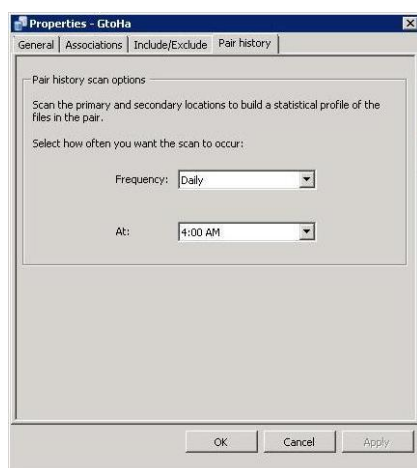 Properties - GtoHa
General
Associations
Include/Exclude
Pair history
Pair history scan options
Scan the primary and secondary locations to build a statistical profile of the
files in the pair.
Select how often you want the scan to occur:
Frequency: Daily
At: 4:00 AM
OK
Cancel
Apply